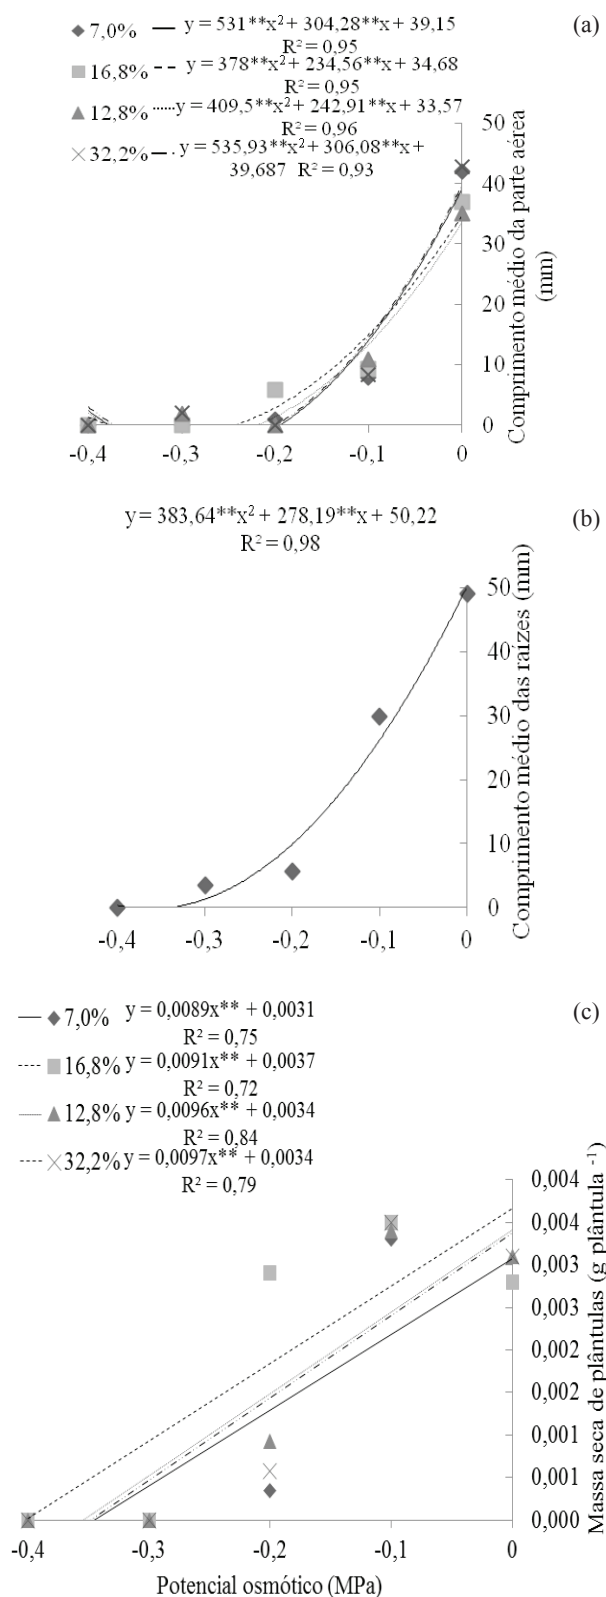 (a)
7,0% y = 531**x² + 304,28**x + 39,15
R² = 0,95
16,8% y = 378**x² + 234,56**x + 34,68
R² = 0,95
12,8% y = 409,5**x² + 242,91**x + 33,57
R² = 0,96
32,2% y = 535,93**x² + 306,08**x +
39,687 R² = 0,93
50
40
30
20
10
0
Comprimento médio da parte aérea
(mm)
-0,4 -0,3 -0,2 -0,1 0
(b)
y = 383,64**x² + 278,19**x + 50,22
R² = 0,98
50
40
30
20
10
0
Comprimento médio das raízes (mm)
-0,4 -0,3 -0,2 -0,1 0
(c)
7,0% y = 0,0089x** + 0,0031
R² = 0,75
16,8% y = 0,0091x** + 0,0037
R² = 0,72
12,8% y = 0,0096x** + 0,0034
R² = 0,84
32,2% y = 0,0097x** + 0,0034
R² = 0,79
0,004
0,004
0,003
0,003
0,002
0,002
0,001
0,001
0,000
Massa seca de plântulas (g plântula ⁻¹)
-0,4 -0,3 -0,2 -0,1 0
Potencial osmótico (MPa)